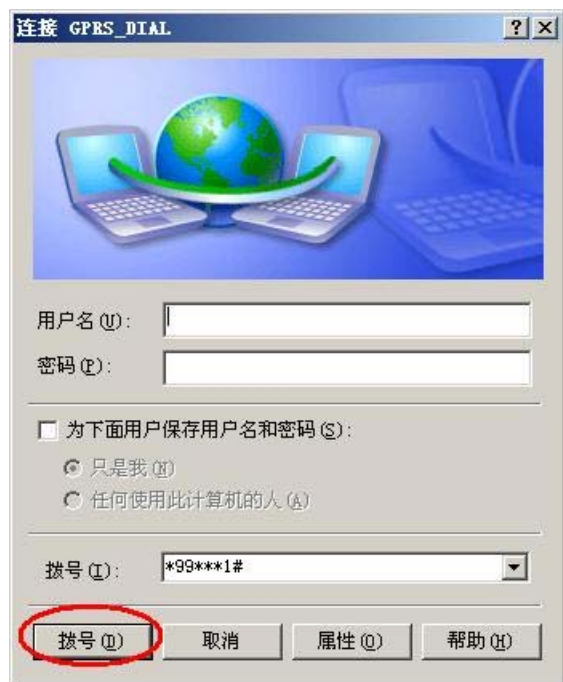 连接 GPRS_DIAL
用户名(U):
密码(P):
为下面用户保存用户名和密码(S):
只是我(N)
任何使用此计算机的人(A)
拨号(I):
*99***1#
拨号(D)
取消
属性(O)
帮助(H)